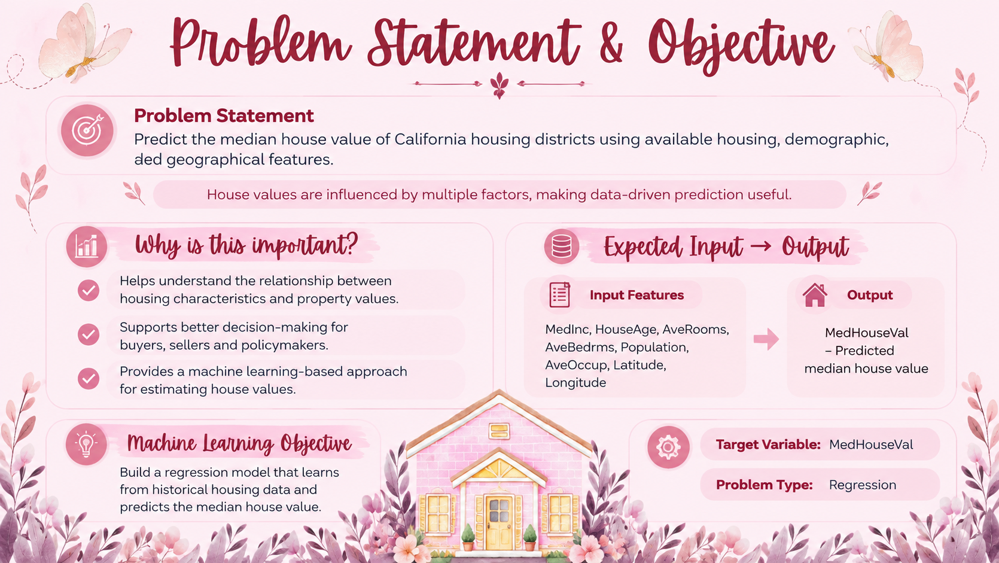 Problem Statement & Objective
Problem Statement
Predict the median house value of California housing districts using available housing, demographic,
ded geographical features.
House values are influenced by multiple factors, making data-driven prediction useful.
Why is this important?
Helps understand the relationship between
housing characteristics and property values.
Supports better decision-making for
buyers, sellers and policymakers.
Provides a machine learning-based approach
for estimating house values.
Expected Input → Output
Input Features
MedInc, HouseAge, AveRooms,
AveBedrms, Population,
AveOccup, Latitude,
Longitude
Output
MedHouseVal
– Predicted
median house value
Machine Learning Objective
Build a regression model that learns
from historical housing data and
predicts the median house value.
Target Variable: MedHouseVal
Problem Type: Regression